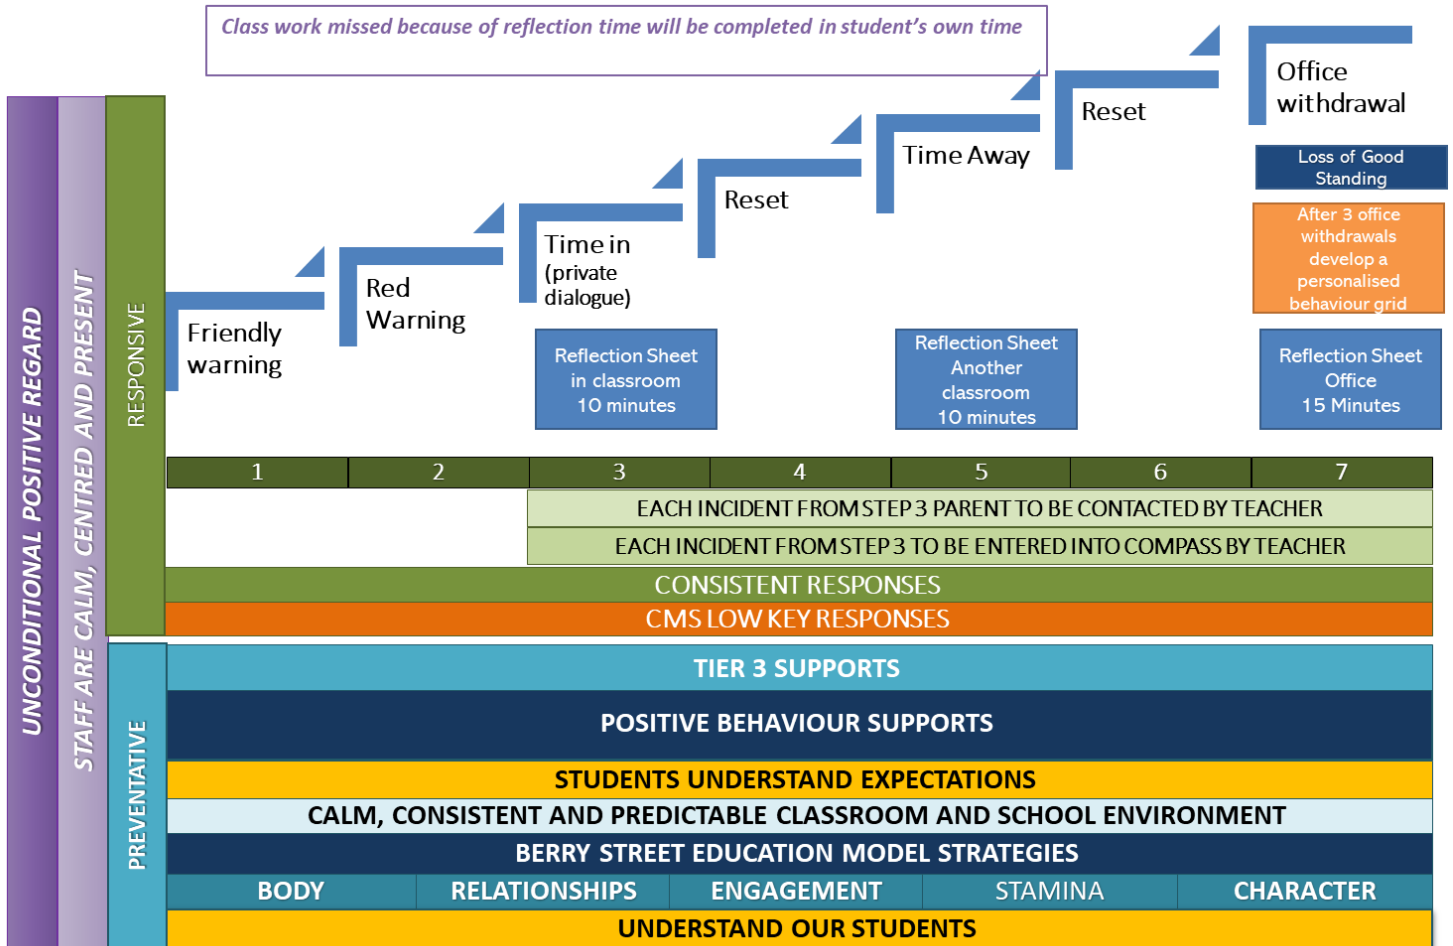 Class work missed because of reflection time will be completed in student's own time
Office
withdrawal
Reset
Time Away
Reset
Time in
(private
dialogue)
Red
Warning
Friendly
warning
Loss of Good
Standing
After 3 office
withdrawals
develop a
personalised
behaviour grid
Reflection Sheet
in classroom
10 minutes
Reflection Sheet
Another
classroom
10 minutes
Reflection Sheet
Office
15 Minutes
UNCONDITIONAL POSITIVE REGARD
STAFF ARE CALM, CENTRED AND PRESENT
RESPONSIVE
1 2 3 4 5 6 7
EACH INCIDENT FROM STEP 3 PARENT TO BE CONTACTED BY TEACHER
EACH INCIDENT FROM STEP 3 TO BE ENTERED INTO COMPASS BY TEACHER
CONSISTENT RESPONSES
CMS LOW KEY RESPONSES
PREVENTATIVE
TIER 3 SUPPORTS
POSITIVE BEHAVIOUR SUPPORTS
STUDENTS UNDERSTAND EXPECTATIONS
CALM, CONSISTENT AND PREDICTABLE CLASSROOM AND SCHOOL ENVIRONMENT
BERRY STREET EDUCATION MODEL STRATEGIES
BODY RELATIONSHIPS ENGAGEMENT STAMINA CHARACTER
UNDERSTAND OUR STUDENTS